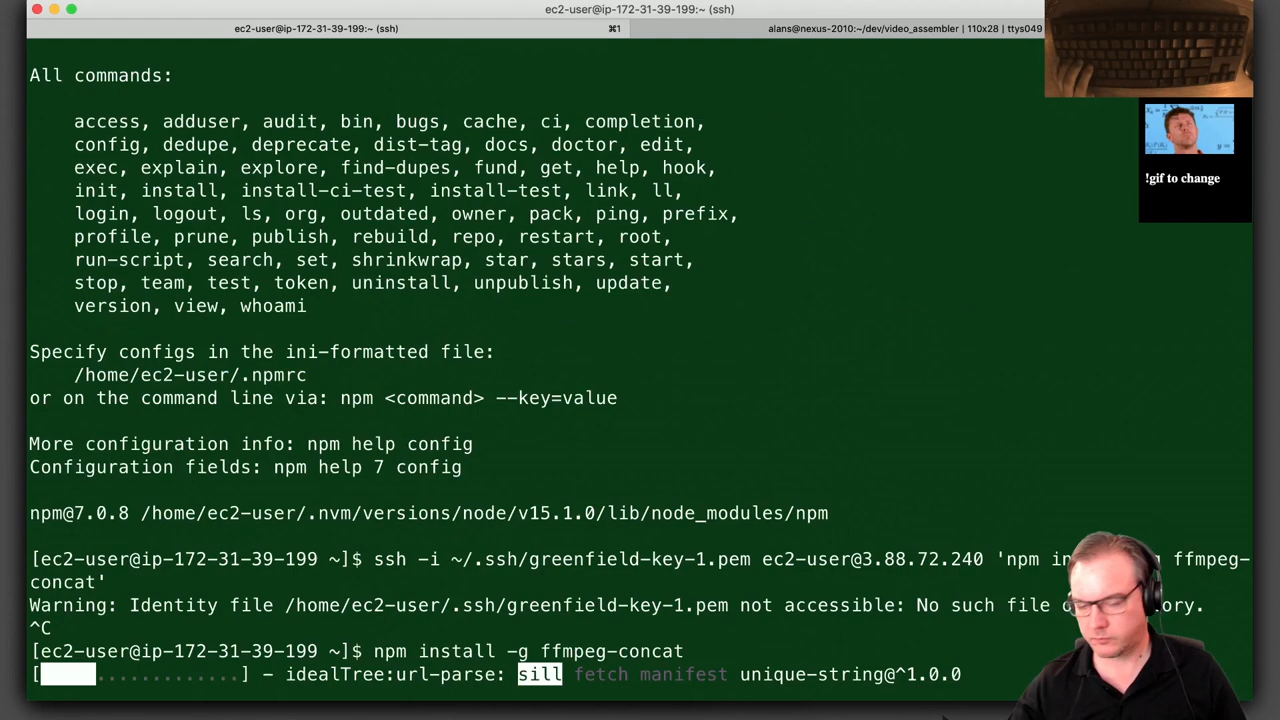 ec2-user@ip-172-31-39-199:~ (ssh)
ec2-user@ip-172-31-39-199:~ (ssh) ⌘1 alans@nexus-2010:~/dev/video_assembler | 110x28 | ttys049
!gif to change
All commands:
access, adduser, audit, bin, bugs, cache, ci, completion,
config, dedupe, deprecate, dist-tag, docs, doctor, edit,
exec, explain, explore, find-dupes, fund, get, help, hook,
init, install, install-ci-test, install-test, link, ll,
login, logout, ls, org, outdated, owner, pack, ping, prefix,
profile, prune, publish, rebuild, repo, restart, root,
run-script, search, set, shrinkwrap, star, stars, start,
stop, team, test, token, uninstall, unpublish, update,
version, view, whoami
Specify configs in the ini-formatted file:
/home/ec2-user/.npmrc
or on the command line via: npm <command> --key=value
More configuration info: npm help config
Configuration fields: npm help 7 config
npm@7.0.8 /home/ec2-user/.nvm/versions/node/v15.1.0/lib/node_modules/npm
[ec2-user@ip-172-31-39-199 ~]$ ssh -i ~/.ssh/greenfield-key-1.pem ec2-user@3.88.72.240 'npm ffmpeg-
concat'
Warning: Identity file /home/ec2-user/.ssh/greenfield-key-1.pem not accessible: No such file
^C
[ec2-user@ip-172-31-39-199 ~]$ npm install -g ffmpeg-concat
[ .............] - idealTree:url-parse: sill fetch manifest unique-string@^1.0.0